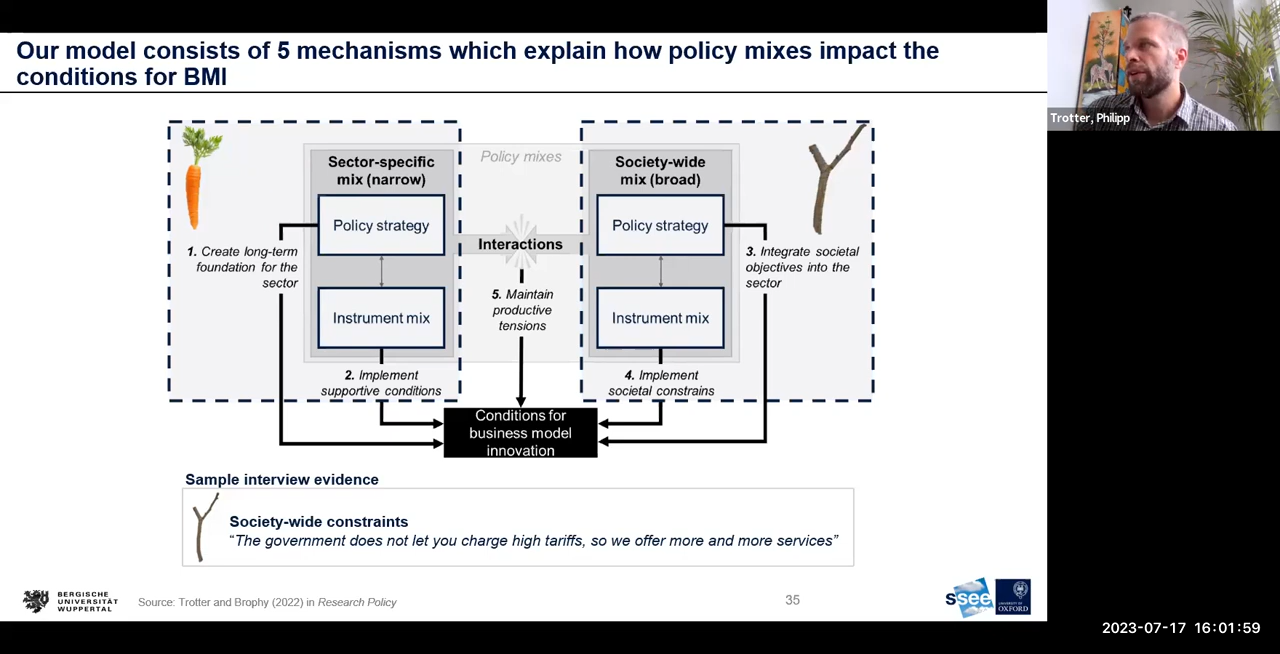 Our model consists of 5 mechanisms which explain how policy mixes impact the
conditions for BMI
Trotter, Philipp
Policy mixes
Sector-specific
mix (narrow)
Policy strategy
Instrument mix
1. Create long-term
foundation for the
sector
2. Implement
supportive conditions
Interactions
5. Maintain
productive
tensions
Society-wide
mix (broad)
Policy strategy
Instrument mix
3. Integrate societal
objectives into the
sector
4. Implement
societal constrains
Conditions for
business model
innovation
Sample interview evidence
Society-wide constraints
“The government does not let you charge high tariffs, so we offer more and more services”
BERGISCHE
UNIVERSITÄT
WUPPERTAL
Source: Trotter and Brophy (2022) in Research Policy
35
ssee
UNIVERSITY OF
OXFORD
2023-07-17 16:01:59